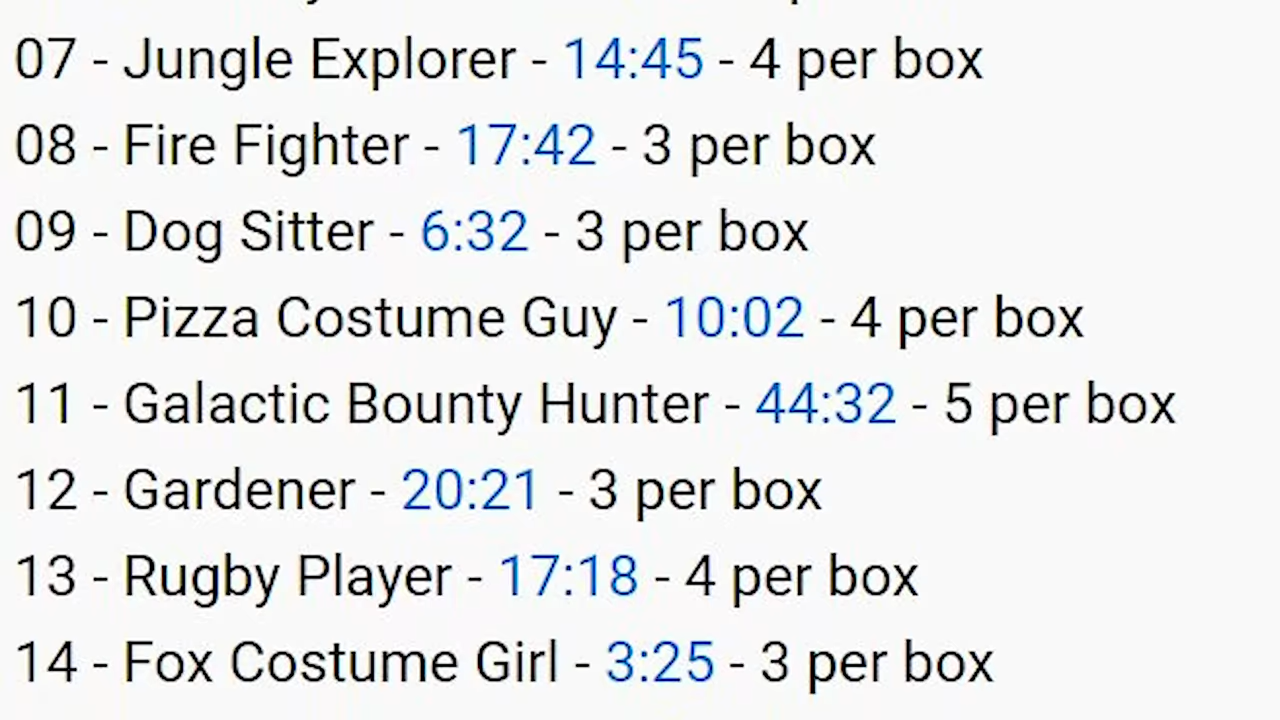 07 - Jungle Explorer - 14:45 - 4 per box
08 - Fire Fighter - 17:42 - 3 per box
09 - Dog Sitter - 6:32 - 3 per box
10 - Pizza Costume Guy - 10:02 - 4 per box
11 - Galactic Bounty Hunter - 44:32 - 5 per box
12 - Gardener - 20:21 - 3 per box
13 - Rugby Player - 17:18 - 4 per box
14 - Fox Costume Girl - 3:25 - 3 per box